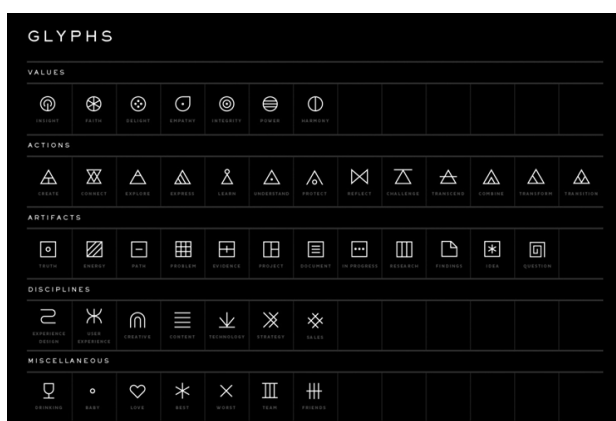 GLYPHS
VALUES
INSIGHT FAITH DELIGHT EMPATHY INTEGRITY POWER HARMONY
ACTIONS
CREATE CONNECT EXPLORE EXPRESS LEARN UNDERSTAND PROTECT REFLECT CHALLENGE TRANSCEND COMBINE TRANSFORM TRANSITION
ARTIFACTS
TRUTH ENERGY PATH PROBLEM EVIDENCE PROJECT DOCUMENT IN PROGRESS RESEARCH FINDINGS IDEA QUESTION
DISCIPLINES
EXPERIENCE DESIGN USER EXPERIENCE CREATIVE CONTENT TECHNOLOGY STRATEGY SALES
MISCELLANEOUS
DRINKING BABY LOVE BEST WORST TEAM FRIENDS